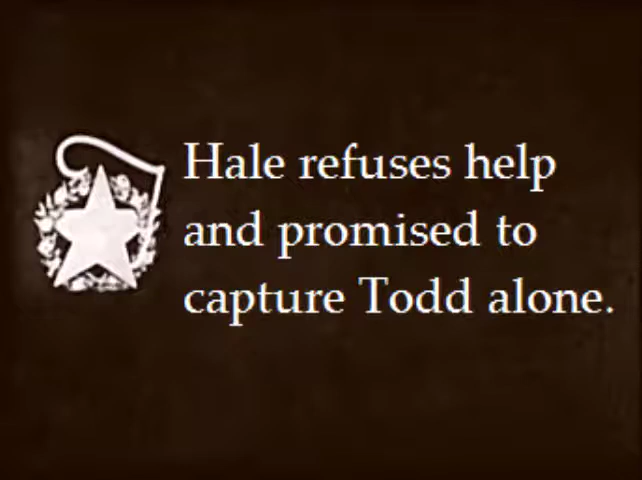 Hale refuses help
and promised to
capture Todd alone.